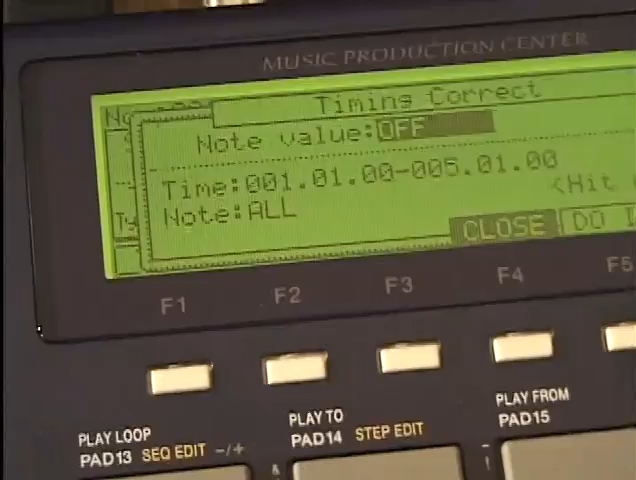 MUSIC PRODUCTION CENTER
Timing Correct
Note value:OFF
Time:001.01.00-005.01.00
<Hit
Note:ALL
CLOSE DO
F1 F2 F3 F4 F5
PLAY LOOP
PAD13 SEQ EDIT -/+
PLAY TO
PAD14 STEP EDIT
&
PLAY FROM
PAD15
!